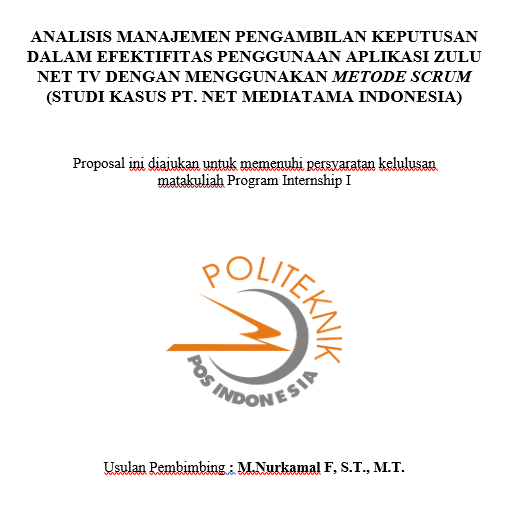 ANALISIS MANAJEMEN PENGAMBILAN KEPUTUSAN
DALAM EFEKTIFITAS PENGGUNAAN APLIKASI ZULU
NET TV DENGAN MENGGUNAKAN METODE SCRUM
(STUDI KASUS PT. NET MEDIATAMA INDONESIA)
Proposal ini diajukan untuk memenuhi persyaratan kelulusan
matakuliah Program Internship I
POLITEKNIK
POS INDONESIA
Usulan Pembimbing : M.Nurkamal F, S.T., M.T.